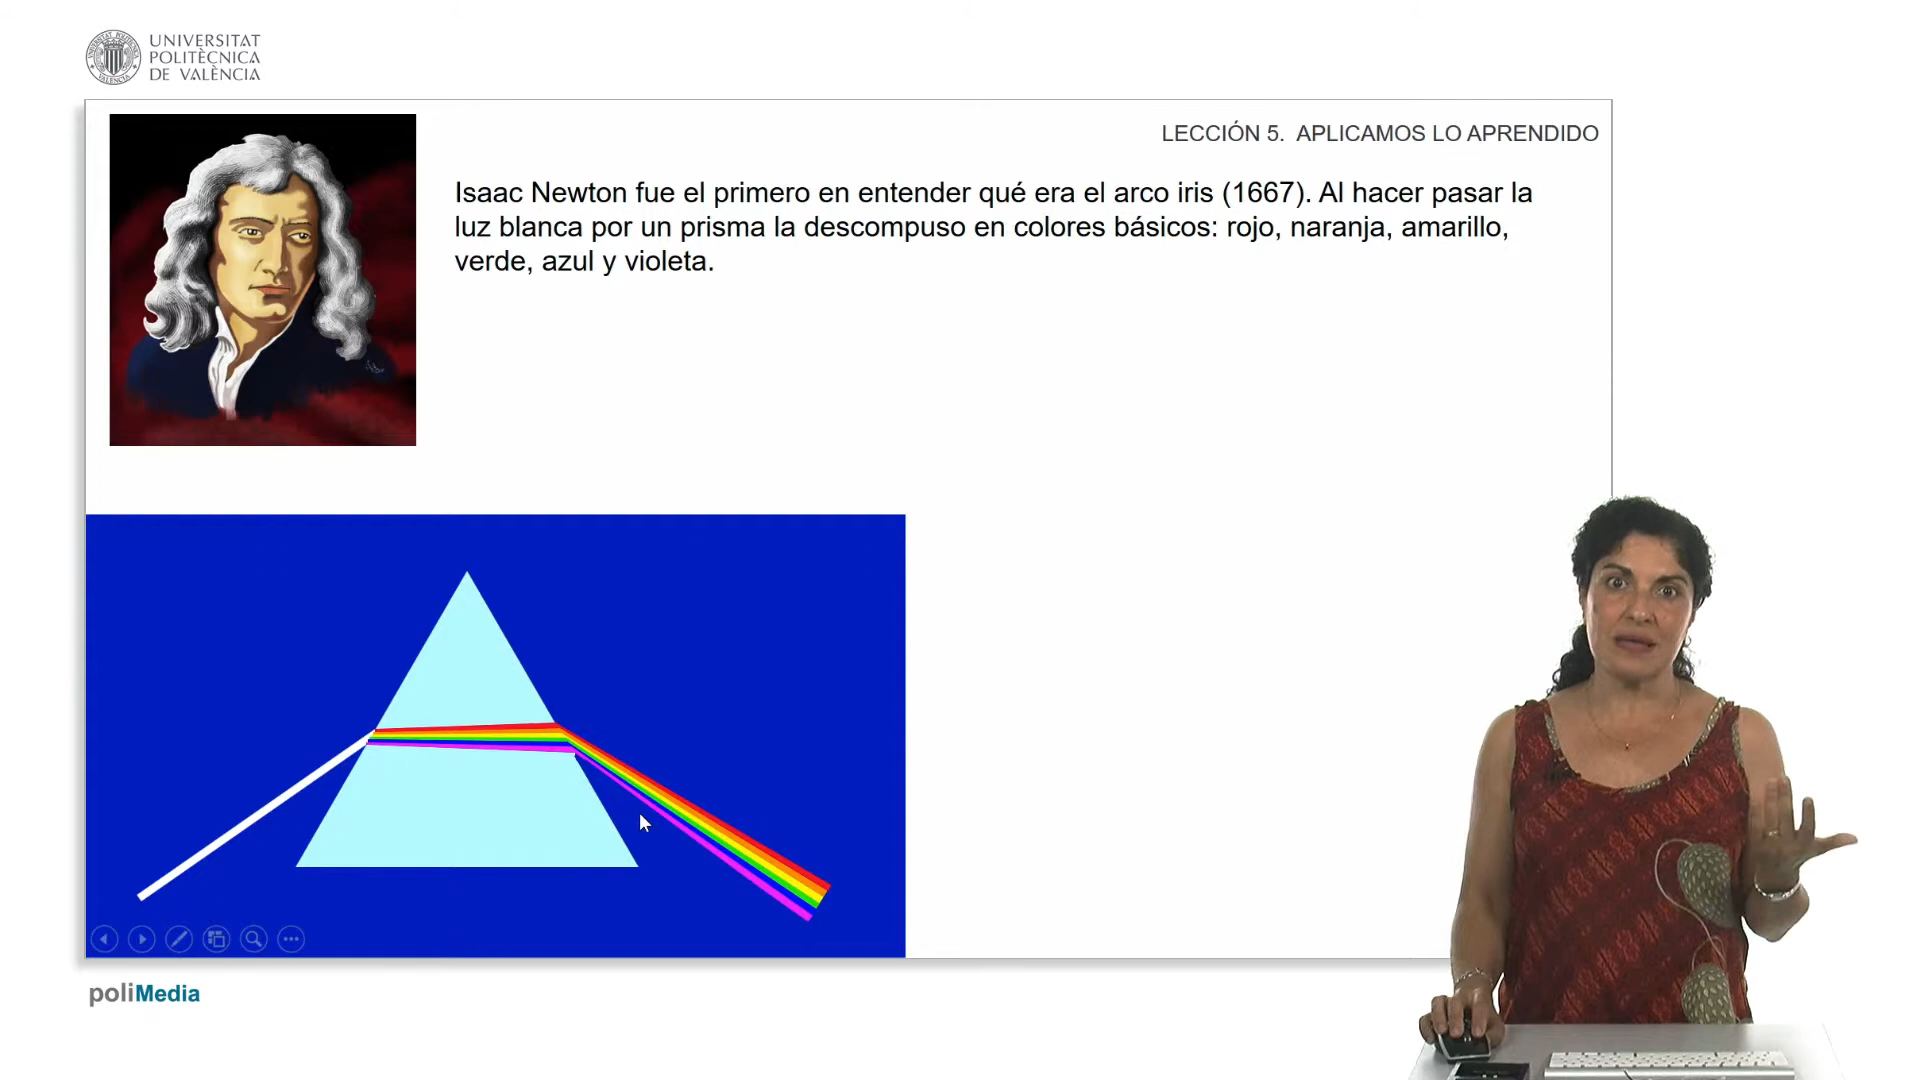 UNIVERSITAT
POLITÈCNICA
DE VALÈNCIA
LECCIÓN 5. APLICAMOS LO APRENDIDO
Isaac Newton fue el primero en entender qué era el arco iris (1667). Al hacer pasar la
luz blanca por un prisma la descompuso en colores básicos: rojo, naranja, amarillo,
verde, azul y violeta.
poliMedia